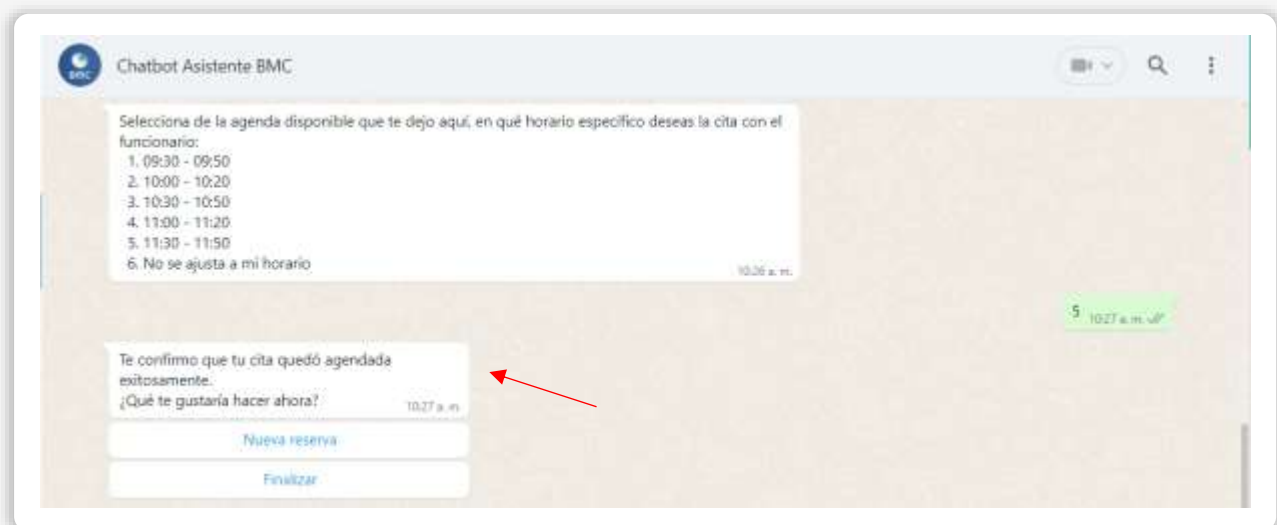 BMC
Chatbot Asistente BMC
Selecciona de la agenda disponible que te dejo aquí, en qué horario específico deseas la cita con el
funcionario:
1. 09:30 - 09:50
2. 10:00 - 10:20
3. 10:30 - 10:50
4. 11:00 - 11:20
5. 11:30 - 11:50
6. No se ajusta a mi horario
10:26 a. m.
5
10:27 a. m.
Te confirmo que tu cita quedó agendada
exitosamente.
¿Qué te gustaría hacer ahora?
10:27 a. m.
Nueva reserva
Finalizar